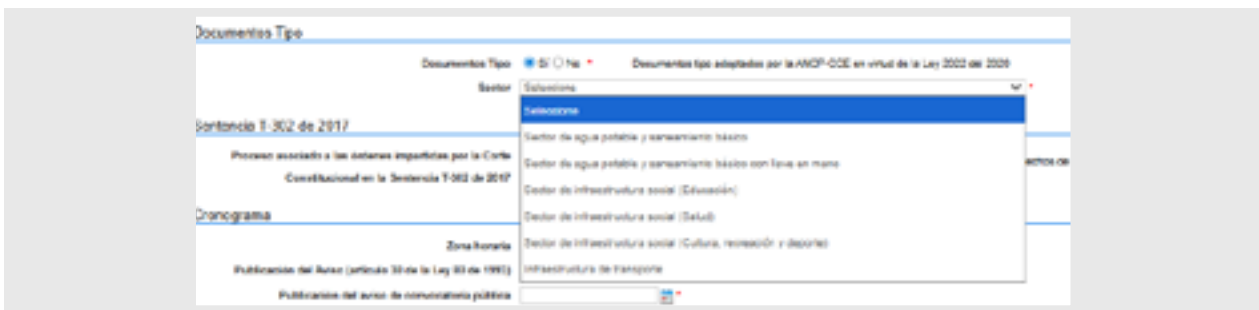 Documentos Tipo
Documentos Tipo Sí No * Documentos tipo adoptados por la ANCP-CCE en virtud de la Ley 2022 de 2020
Sector Seleccione *
Seleccione
Sector de agua potable y saneamiento básico
Sector de agua potable y saneamiento básico con llave en mano
Sector de infraestructura social (Educación)
Sector de infraestructura social (Salud)
Sector de infraestructura social (Cultura, recreación y deporte)
Infraestructura de transporte
Sentencia T-302 de 2017
Proceso asociado a las órdenes impartidas por la Corte
Constitucional en la Sentencia T-302 de 2017
Cronograma
Zona horaria
Publicación del Aviso (artículo 30 de la Ley 80 de 1993)
Publicación del aviso de convocatoria pública *